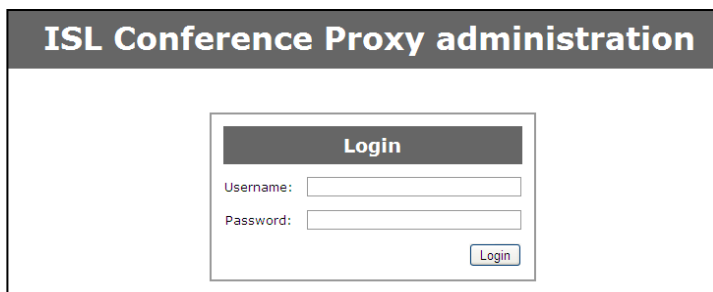 ISL Conference Proxy administration
Login
Username:
Password:
Login